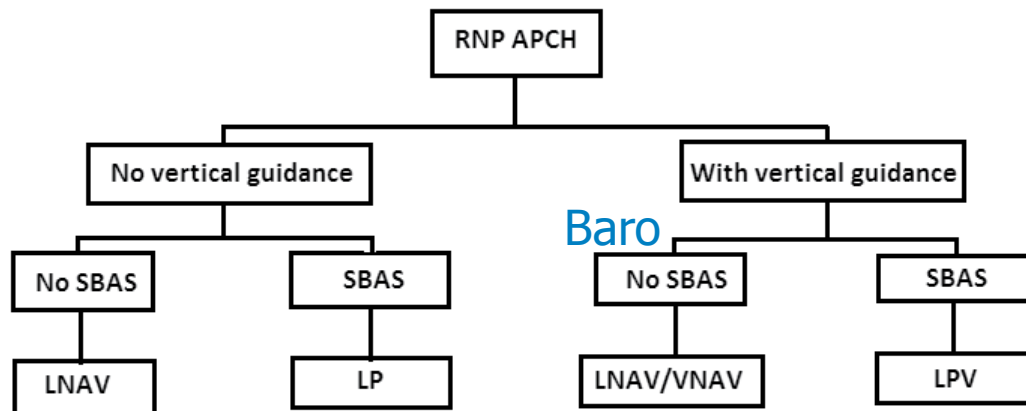 RNP APCH
No vertical guidance
With vertical guidance
Baro
No SBAS
SBAS
No SBAS
SBAS
LNAV
LP
LNAV/VNAV
LPV